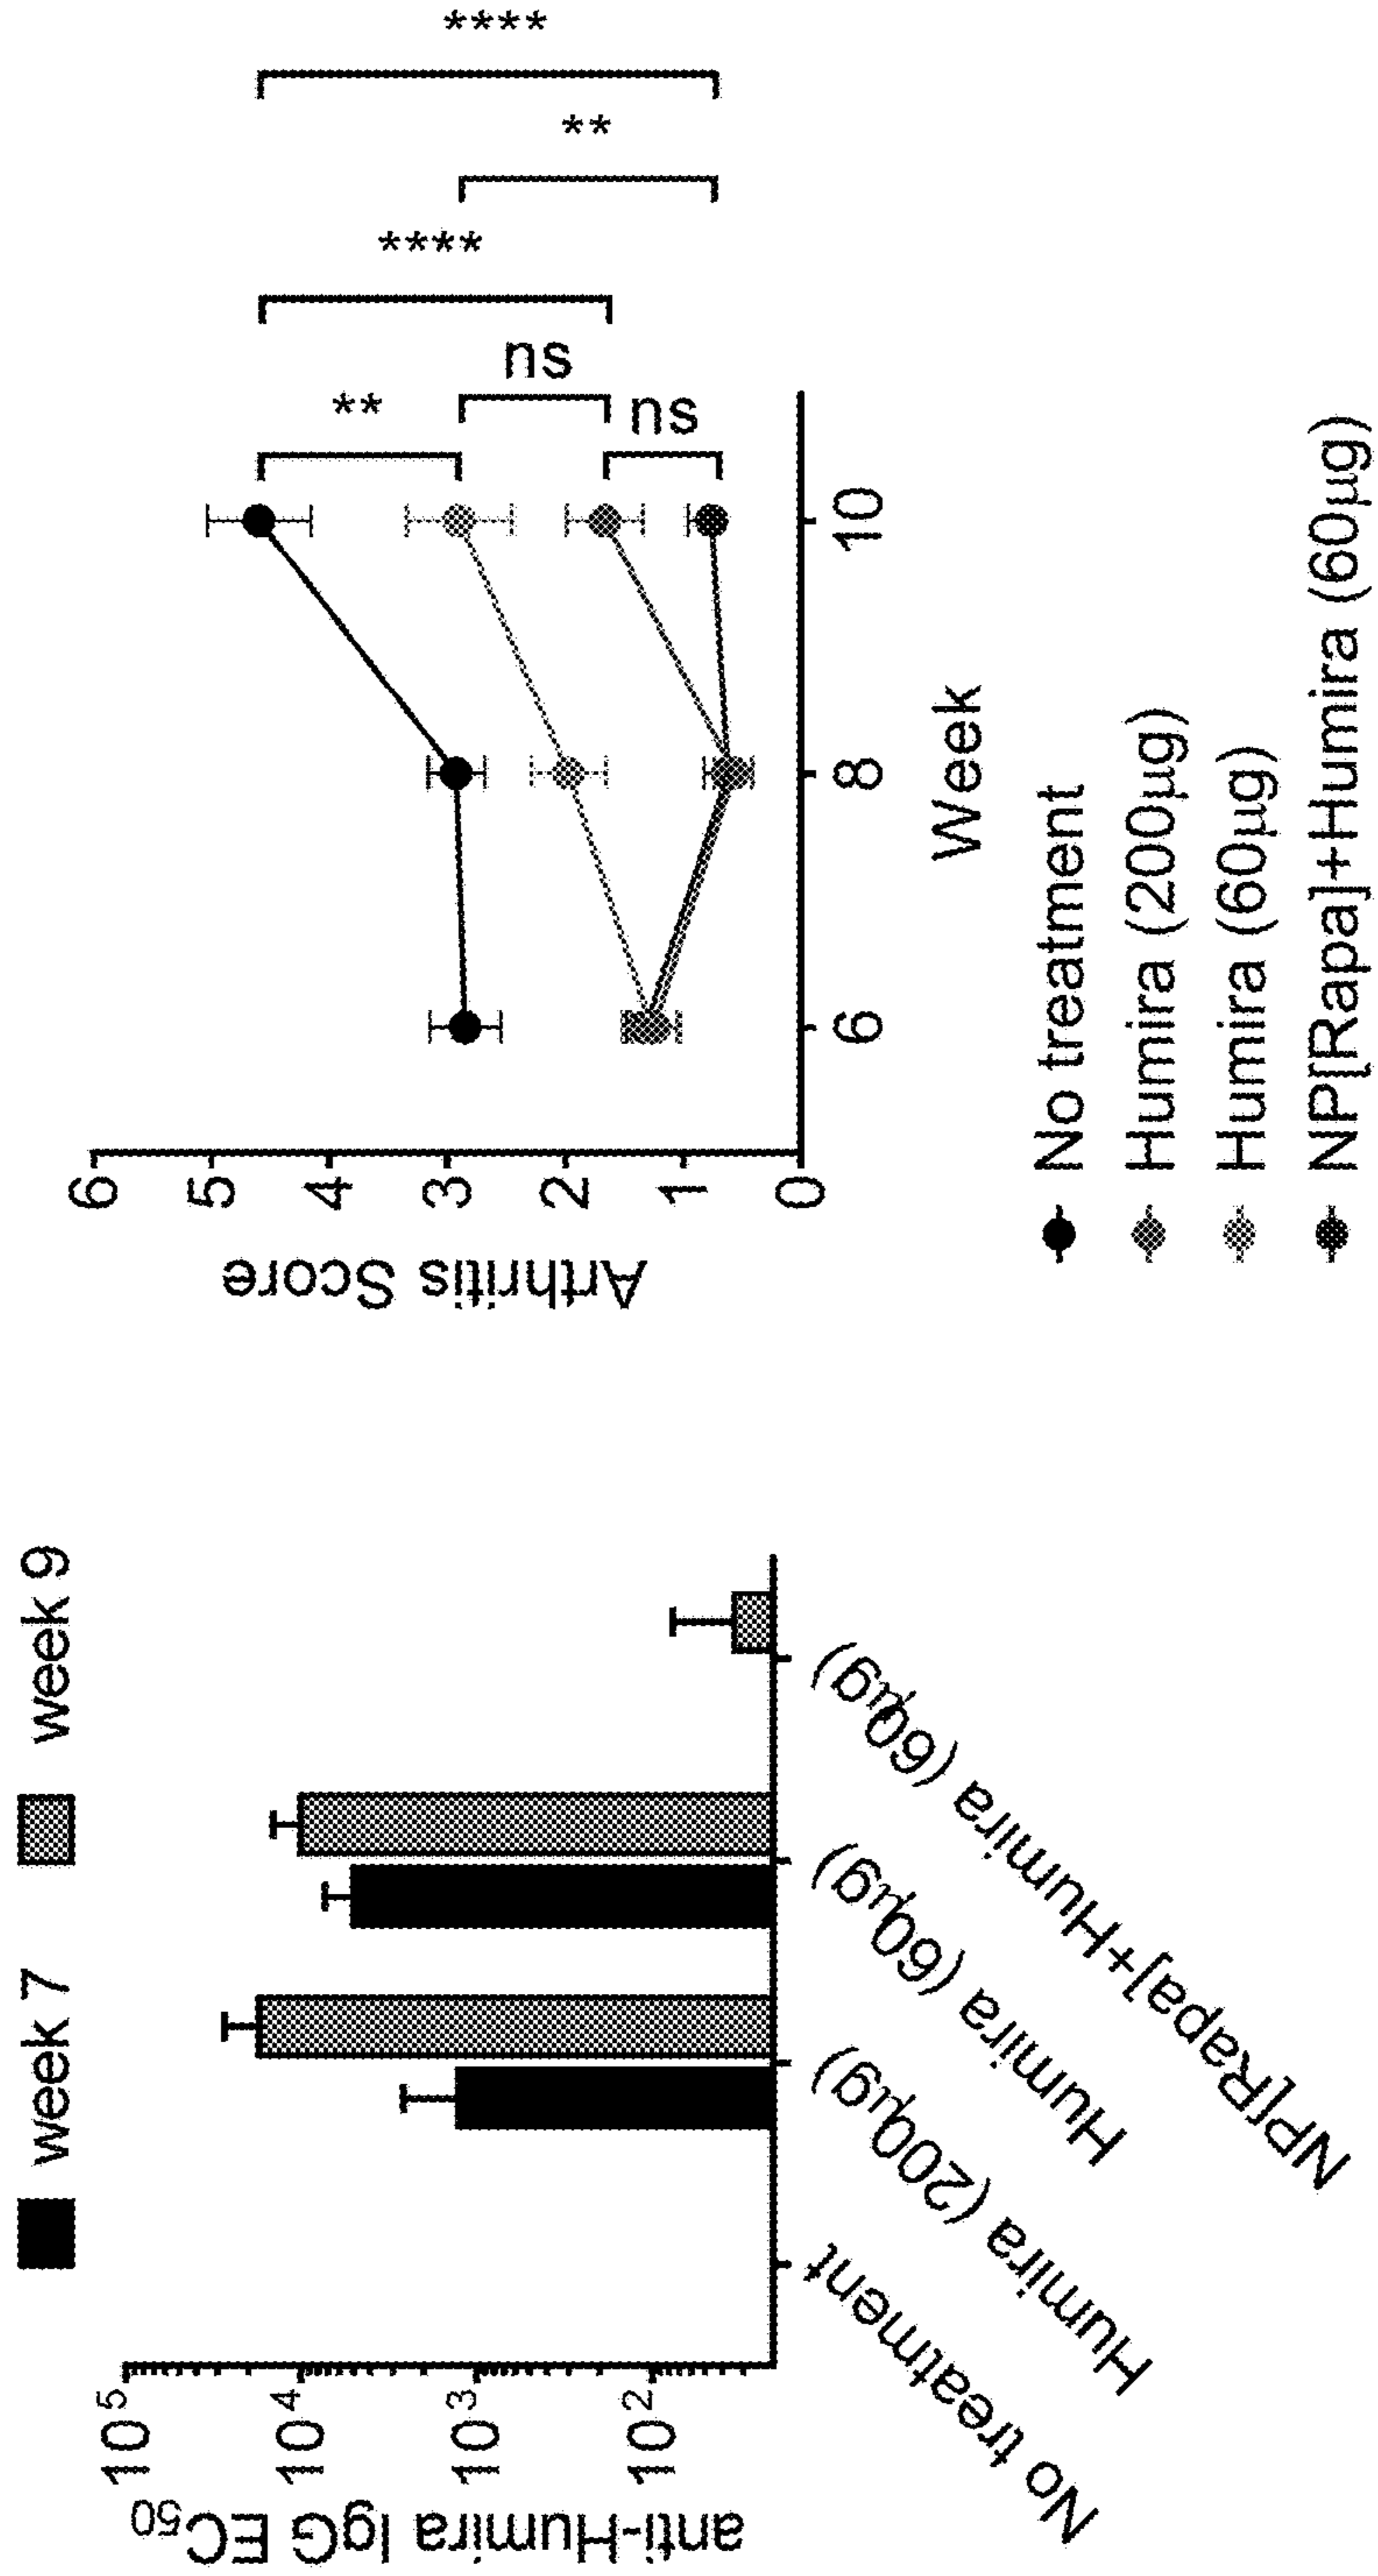 week 7
week 9
anti-Humira IgG EC50
10^5
10^4
10^3
10^2
No treatment
Humira (200µg)
Humira (60µg)
NP[Rapa]+Humira (60µg)
Arthritis Score
6
5
4
3
2
1
0
6
8
10
Week
**
ns
ns
****
**
****
No treatment
Humira (200µg)
Humira (60µg)
NP[Rapa]+Humira (60µg)